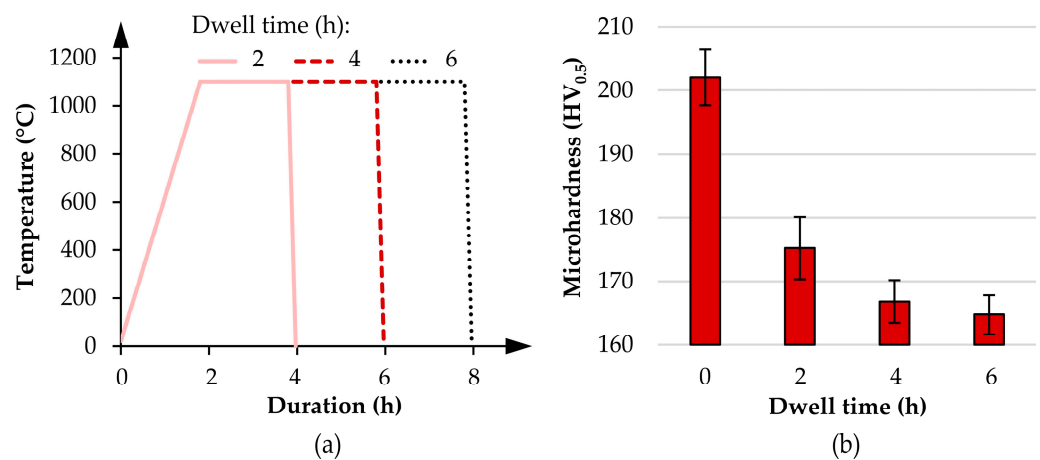 Dwell time (h):
2 4 6
1200
1000
800
600
400
200
0
Temperature (°C)
0 2 4 6 8
Duration (h)
(a)
210
200
190
180
170
160
Microhardness (HV0.5)
0 2 4 6
Dwell time (h)
(b)